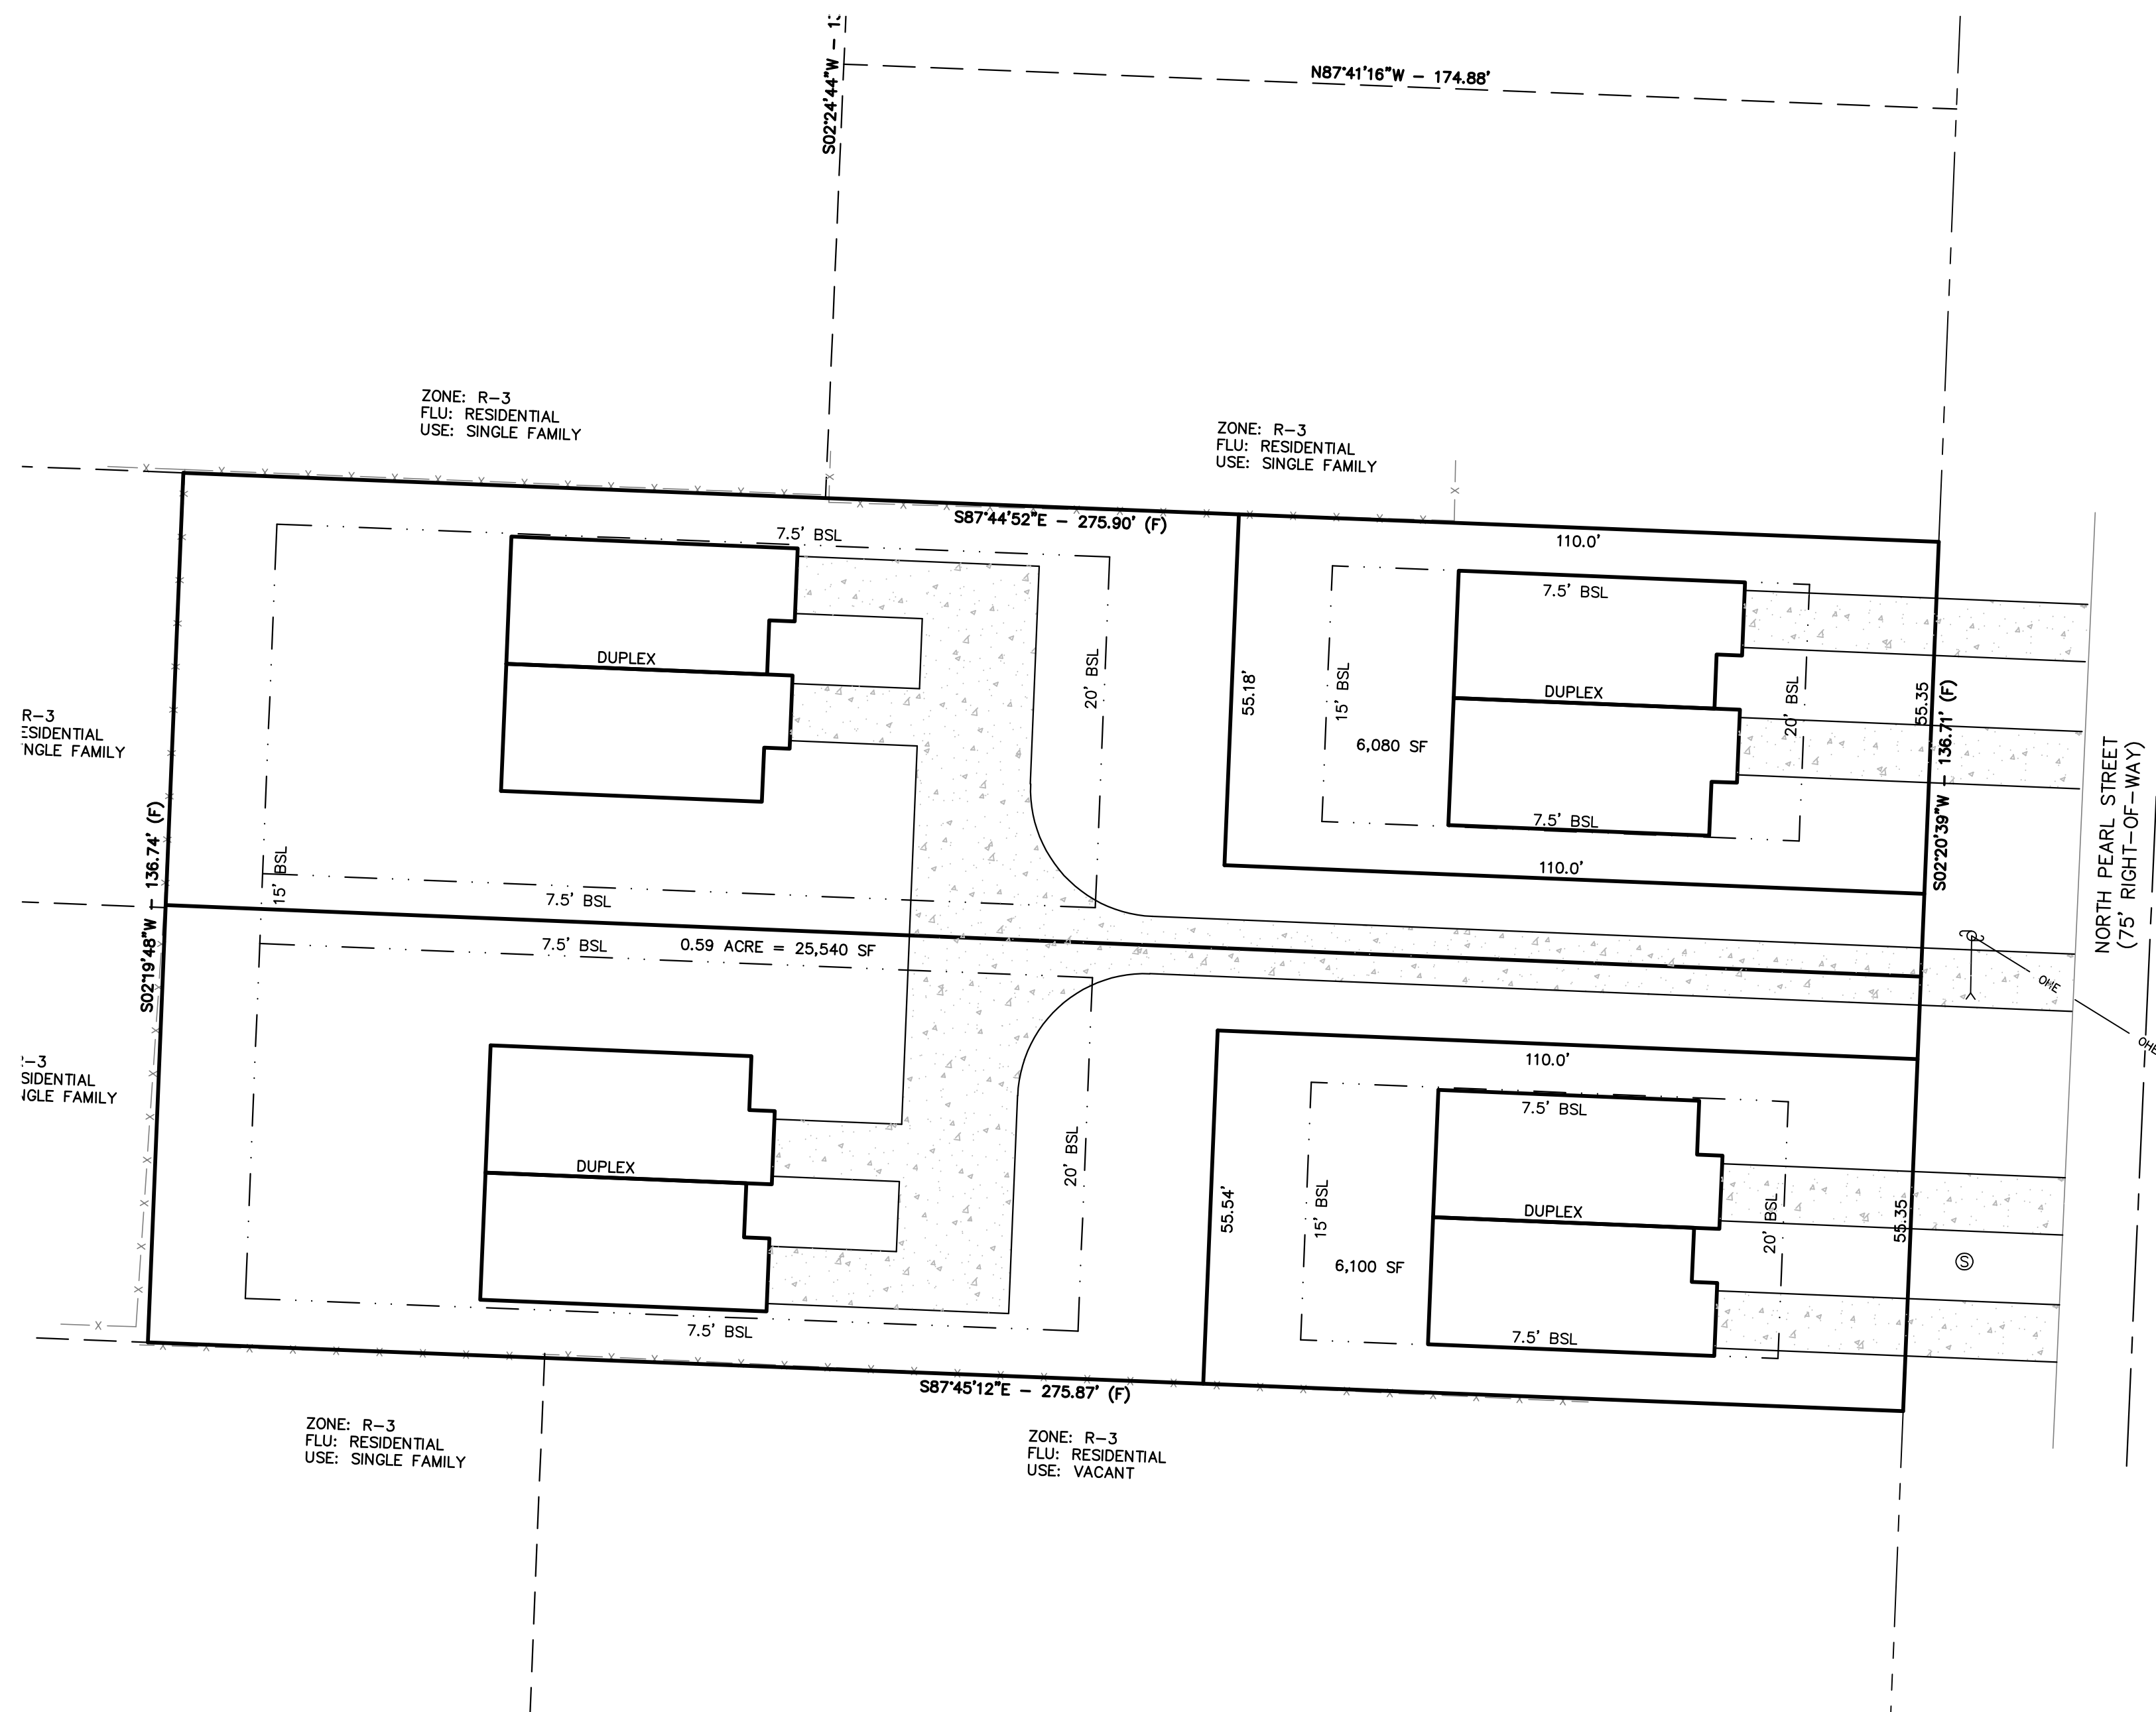 S02°24'44"W – 13
N87°41'16"W – 174.88'
ZONE: R–3
FLU: RESIDENTIAL
USE: SINGLE FAMILY
ZONE: R–3
FLU: RESIDENTIAL
USE: SINGLE FAMILY
S87°44'52"E – 275.90' (F)
7.5' BSL
110.0'
7.5' BSL
DUPLEX
20' BSL
55.18'
15' BSL
DUPLEX
20' BSL
55.35
S02°20'39"W – 136.71' (F)
6,080 SF
R–3
ESIDENTIAL
NGLE FAMILY
NORTH PEARL STREET
(75' RIGHT–OF–WAY)
7.5' BSL
15' BSL
110.0'
7.5' BSL
S02°19'48"W – 136.74' (F)
7.5' BSL
0.59 ACRE = 25,540 SF
OHE
OHE
–3
SIDENTIAL
NGLE FAMILY
110.0'
7.5' BSL
DUPLEX
20' BSL
55.54'
15' BSL
DUPLEX
20' BSL
55.35
6,100 SF
S
7.5' BSL
7.5' BSL
S87°45'12"E – 275.87' (F)
ZONE: R–3
FLU: RESIDENTIAL
USE: SINGLE FAMILY
ZONE: R–3
FLU: RESIDENTIAL
USE: VACANT